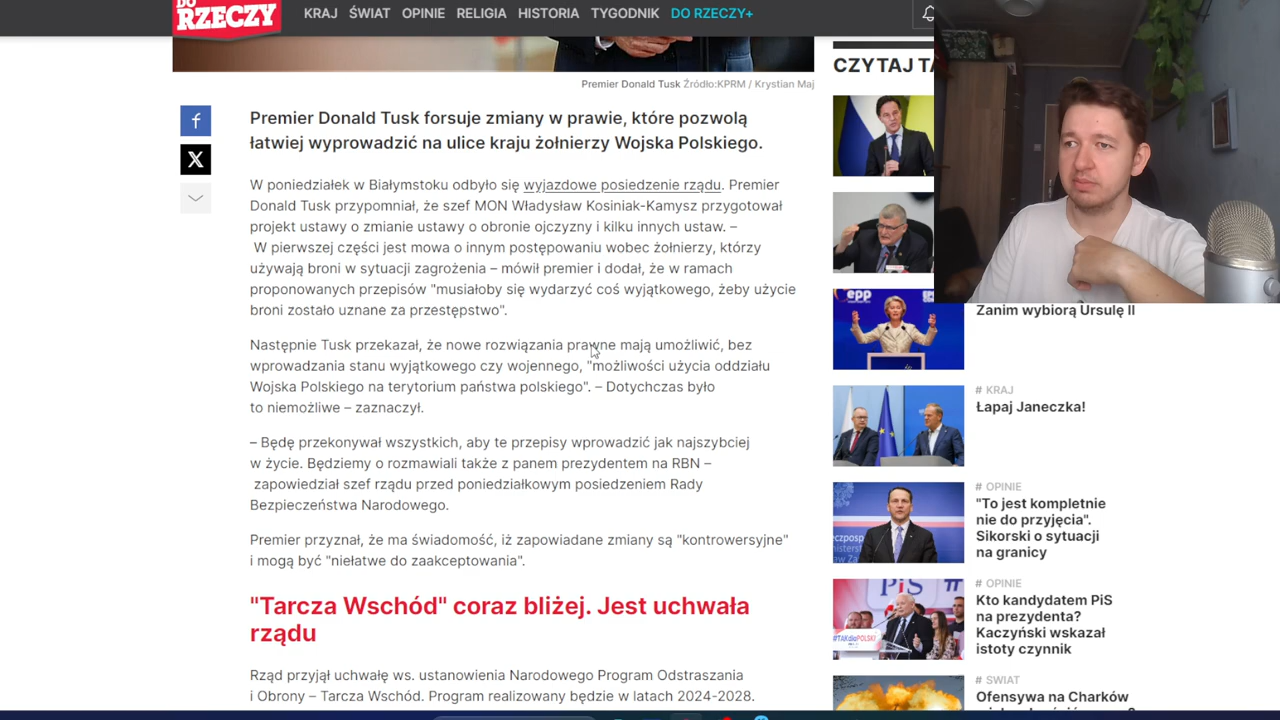 DO
RZECZY
KRAJ ŚWIAT OPINIE RELIGIA HISTORIA TYGODNIK DO RZECZY+
Premier Donald Tusk Źródło:KPRM / Krystian Maj
Premier Donald Tusk forsuje zmiany w prawie, które pozwolą
łatwiej wyprowadzić na ulice kraju żołnierzy Wojska Polskiego.
W poniedziałek w Białymstoku odbyło się wyjazdowe posiedzenie rządu. Premier
Donald Tusk przypomniał, że szef MON Władysław Kosiniak-Kamysz przygotował
projekt ustawy o zmianie ustawy o obronie ojczyzny i kilku innych ustaw. –
W pierwszej części jest mowa o innym postępowaniu wobec żołnierzy, którzy
używają broni w sytuacji zagrożenia – mówił premier i dodał, że w ramach
proponowanych przepisów "musiałoby się wydarzyć coś wyjątkowego, żeby użycie
broni zostało uznane za przestępstwo".
Następnie Tusk przekazał, że nowe rozwiązania prawne mają umożliwić, bez
wprowadzania stanu wyjątkowego czy wojennego, "możliwości użycia oddziału
Wojska Polskiego na terytorium państwa polskiego". – Dotychczas było
to niemożliwe – zaznaczył.
– Będę przekonywał wszystkich, aby te przepisy wprowadzić jak najszybciej
w życie. Będziemy o rozmawiali także z panem prezydentem na RBN –
zapowiedział szef rządu przed poniedziałkowym posiedzeniem Rady
Bezpieczeństwa Narodowego.
Premier przyznał, że ma świadomość, iż zapowiadane zmiany są "kontrowersyjne"
i mogą być "niełatwe do zaakceptowania".
"Tarcza Wschód" coraz bliżej. Jest uchwała
rządu
Rząd przyjął uchwałę ws. ustanowienia Narodowego Program Odstraszania
i Obrony – Tarcza Wschód. Program realizowany będzie w latach 2024-2028.
CZYTAJ
epp
Zanim wybiorą Ursulę II
# KRAJ
Łapaj Janeczka!
# OPINIE
"To jest kompletnie
nie do przyjęcia".
Sikorski o sytuacji
na granicy
# OPINIE
PiS
#TAKdlaPOLSKI
Kto kandydatem PiS
na prezydenta?
Kaczyński wskazał
istoty czynnik
# SWIAT
Ofensywa na Charków